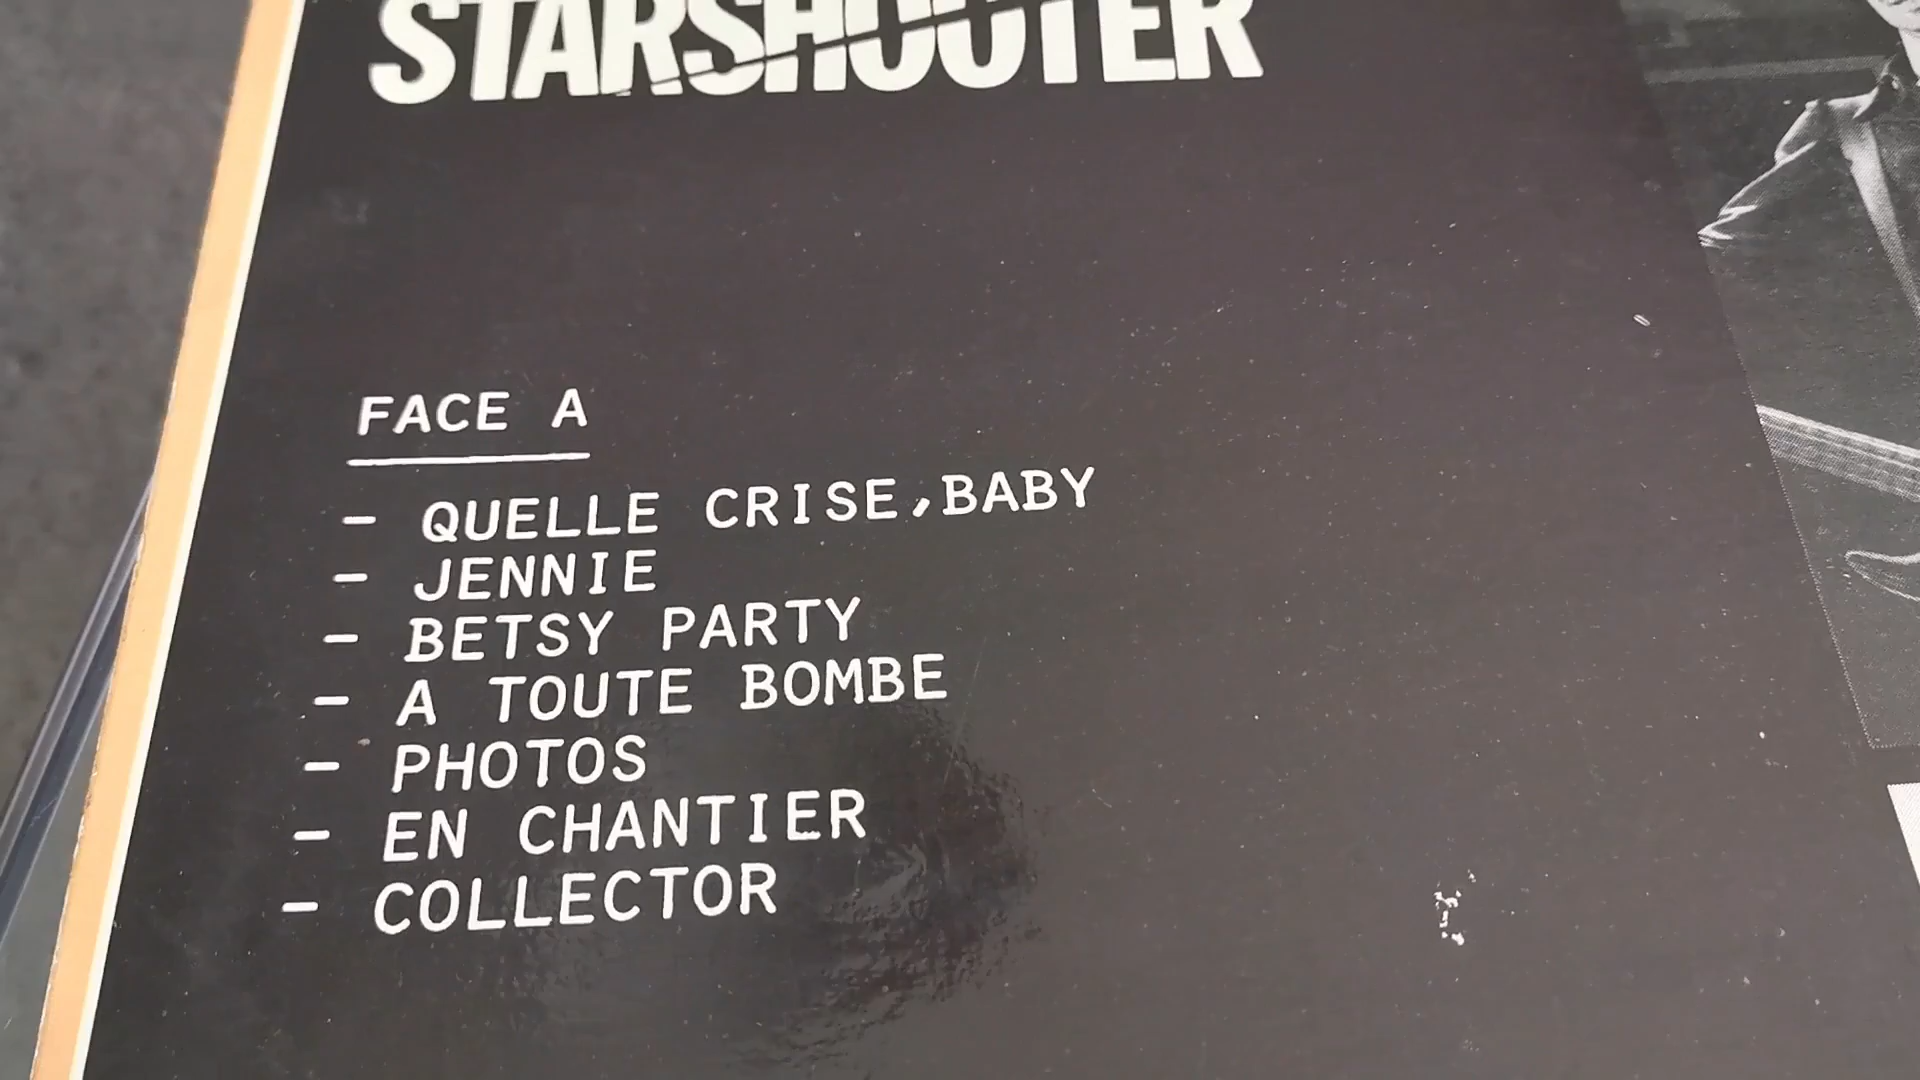 STARSHOOTER
FACE A
- QUELLE CRISE,BABY
- JENNIE
- BETSY PARTY
- A TOUTE BOMBE
- PHOTOS
- EN CHANTIER
- COLLECTOR